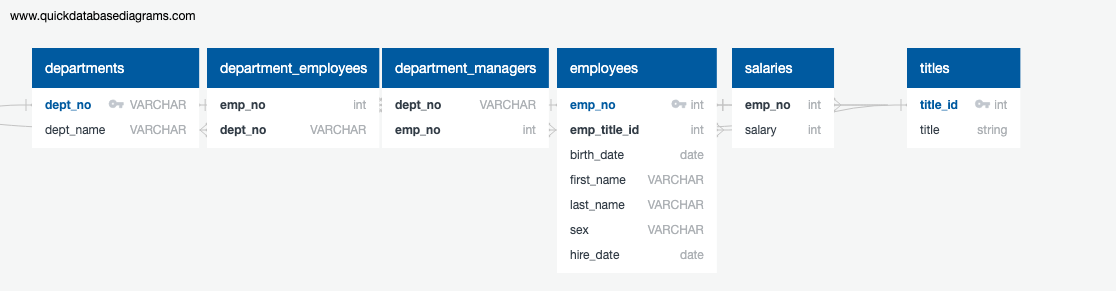 www.quickdatabasediagrams.com
departments
dept_no VARCHAR
dept_name VARCHAR
department_employees
emp_no int
dept_no VARCHAR
department_managers
dept_no VARCHAR
emp_no int
employees
emp_no int
emp_title_id int
birth_date date
first_name VARCHAR
last_name VARCHAR
sex VARCHAR
hire_date date
salaries
emp_no int
salary int
titles
title_id int
title string